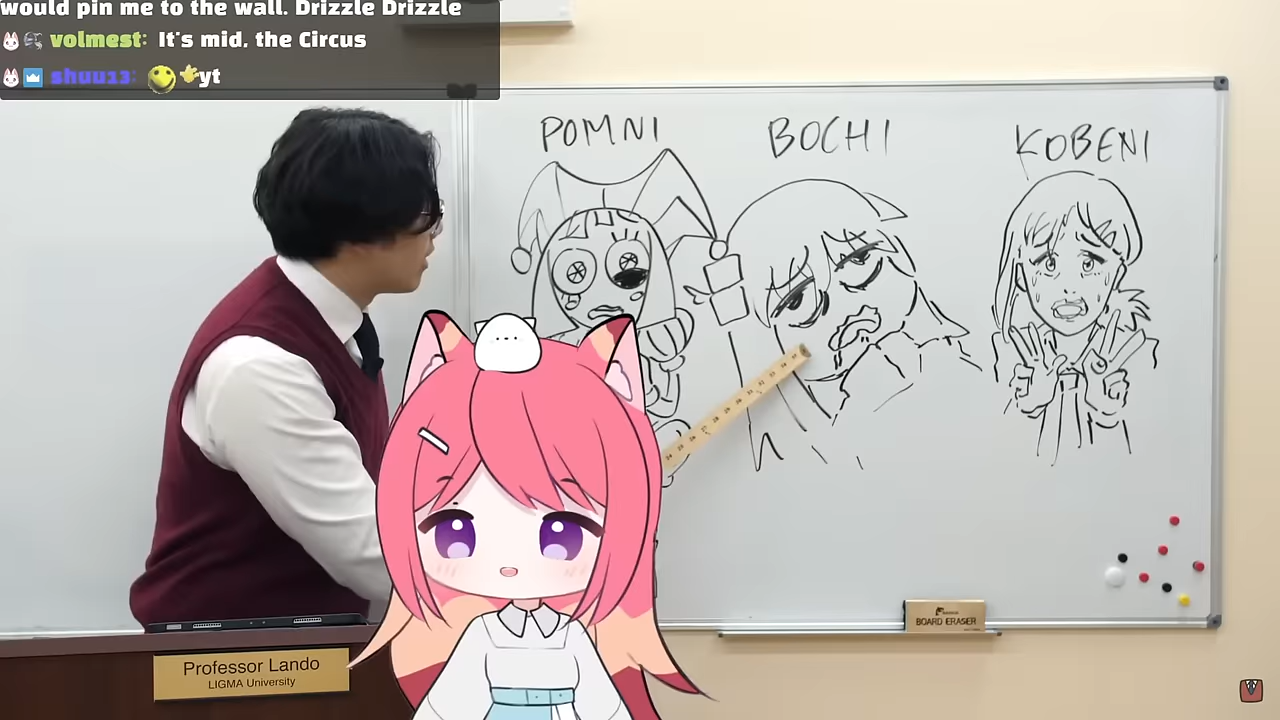 would pin me to the wall. Drizzle Drizzle
volmest: It's mid, the Circus
shuu13: yt
POMNI
BOCHI
KOBENI
BOARD ERASER
Professor Lando
LIGMA University